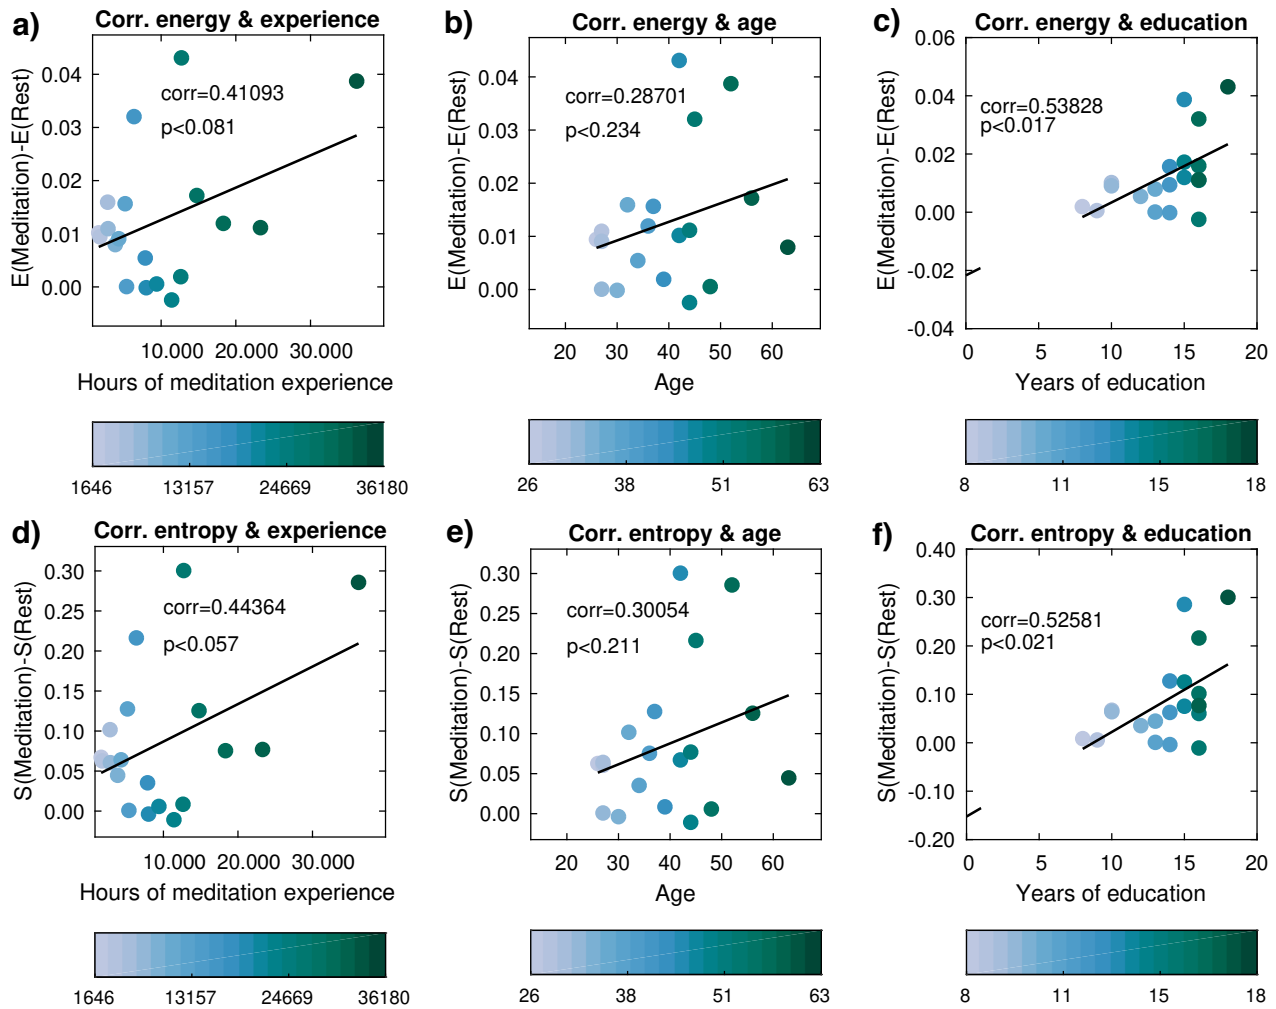 a)
Corr. energy & experience
E(Meditation)-E(Rest)
0.04
0.03
0.02
0.01
0.00
corr=0.41093
p<0.081
10.000 20.000 30.000
Hours of meditation experience
1646 13157 24669 36180
b)
Corr. energy & age
E(Meditation)-E(Rest)
0.04
0.03
0.02
0.01
0.00
corr=0.28701
p<0.234
20 30 40 50 60
Age
26 38 51 63
c)
Corr. energy & education
E(Meditation)-E(Rest)
0.06
0.04
0.02
0.00
-0.02
-0.04
corr=0.53828
p<0.017
0 5 10 15 20
Years of education
8 11 15 18
d)
Corr. entropy & experience
S(Meditation)-S(Rest)
0.30
0.25
0.20
0.15
0.10
0.05
0.00
corr=0.44364
p<0.057
10.000 20.000 30.000
Hours of meditation experience
1646 13157 24669 36180
e)
Corr. entropy & age
S(Meditation)-S(Rest)
0.30
0.25
0.20
0.15
0.10
0.05
0.00
corr=0.30054
p<0.211
20 30 40 50 60
Age
26 38 51 63
f)
Corr. entropy & education
S(Meditation)-S(Rest)
0.40
0.30
0.20
0.10
0.00
-0.10
-0.20
corr=0.52581
p<0.021
0 5 10 15 20
Years of education
8 11 15 18